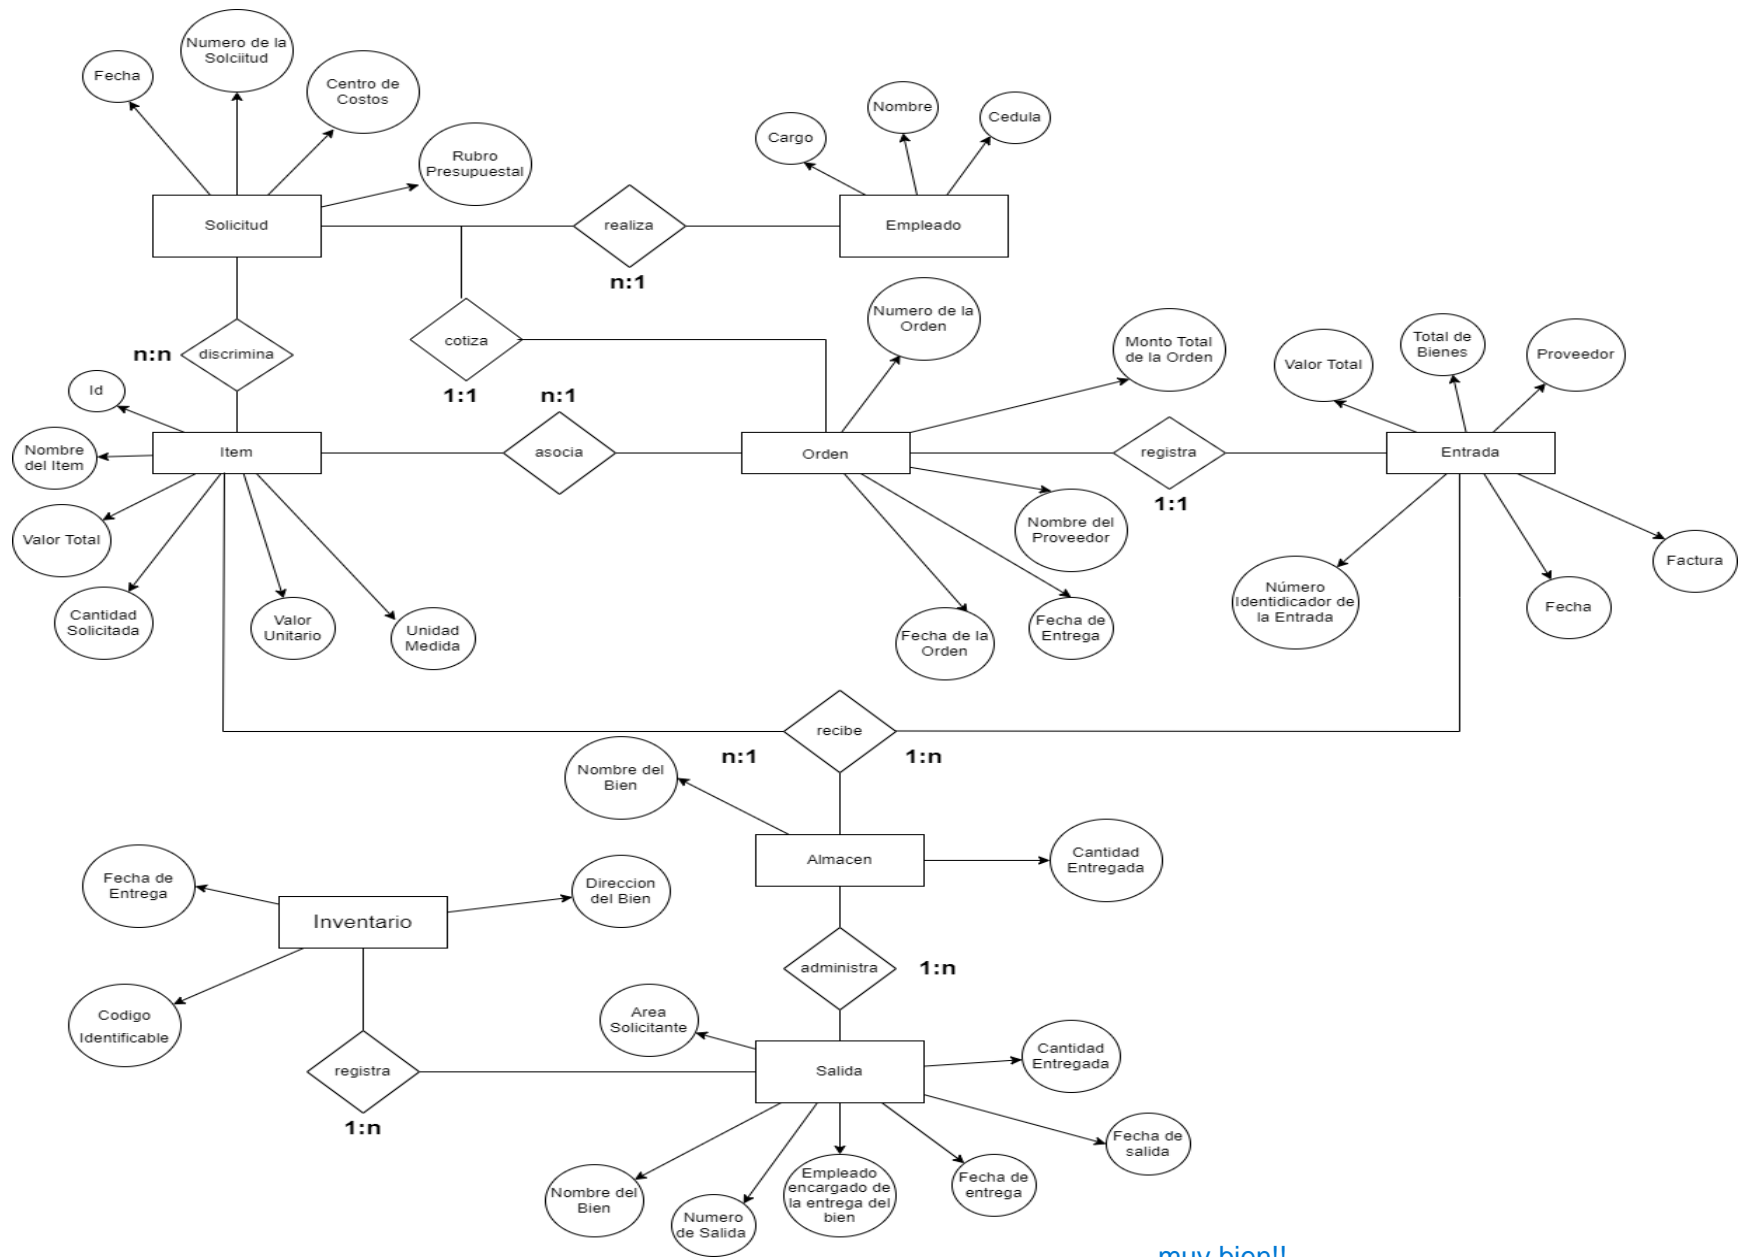 Numero de la
Solciitud
Fecha
Centro de
Costos
Rubro
Presupuestal
Nombre
Cedula
Cargo
Solicitud
realiza
Empleado
n:1
Numero de la
Orden
cotiza
1:1
n:n
discrimina
Monto Total
de la Orden
Valor Total
Total de
Bienes
Proveedor
Id
n:1
Nombre
del Item
Item
asocia
Orden
registra
Entrada
1:1
Valor Total
Nombre del
Proveedor
Factura
Cantidad
Solicitada
Valor
Unitario
Unidad
Medida
Fecha de la
Orden
Fecha de
Entrega
Número
Identidicador de
la Entrada
Fecha
recibe
n:1
1:n
Nombre del
Bien
Almacen
Cantidad
Entregada
Fecha de
Entrega
Direccion
del Bien
Inventario
administra
1:n
Codigo
Identificable
Area
Solicitante
registra
Salida
Cantidad
Entregada
1:n
Fecha de
salida
Nombre del
Bien
Numero
de Salida
Empleado
encargado de
la entrega del
bien
Fecha de
entrega
muy bien!!